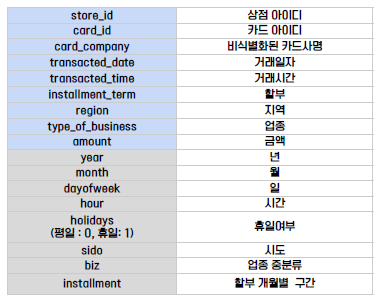 store_id 상점 아이디
card_id 카드 아이디
card_company 비식별화된 카드사명
transacted_date 거래일자
transacted_time 거래시간
installment_term 할부
region 지역
type_of_business 업종
amount 금액
year 년
month 월
dayofweek 일
hour 시간
holidays
(평일 : 0, 휴일: 1) 휴일여부
sido 시도
biz 업종 중분류
installment 할부 개월별 구간